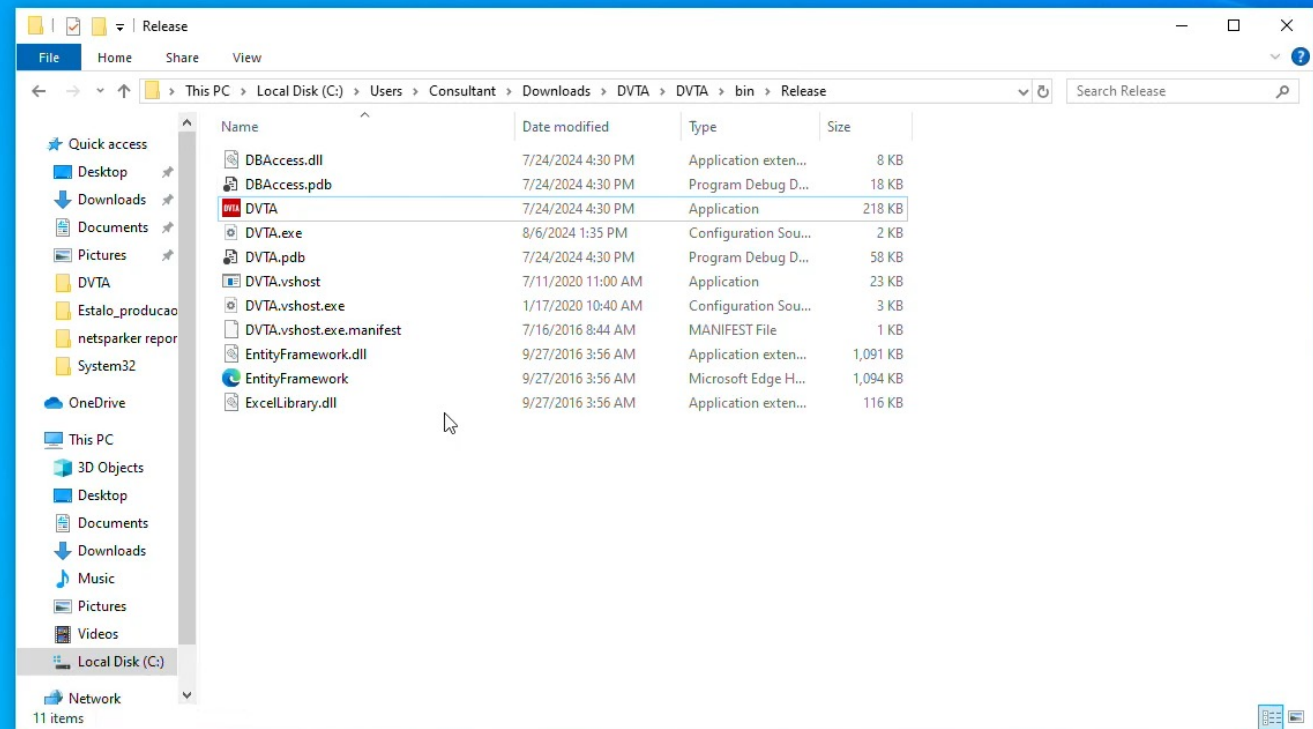 Release
File Home Share View
This PC > Local Disk (C:) > Users > Consultant > Downloads > DVTA > DVTA > bin > Release
Search Release
Quick access
Desktop
Downloads
Documents
Pictures
DVTA
Estalo_producao
netsparker repor
System32
OneDrive
This PC
3D Objects
Desktop
Documents
Downloads
Music
Pictures
Videos
Local Disk (C:)
Network
Name Date modified Type Size
DBAccess.dll 7/24/2024 4:30 PM Application exten... 8 KB
DBAccess.pdb 7/24/2024 4:30 PM Program Debug D... 18 KB
DVTA DVTA 7/24/2024 4:30 PM Application 218 KB
DVTA.exe 8/6/2024 1:35 PM Configuration Sou... 2 KB
DVTA.pdb 7/24/2024 4:30 PM Program Debug D... 58 KB
DVTA.vshost 7/11/2020 11:00 AM Application 23 KB
DVTA.vshost.exe 1/17/2020 10:40 AM Configuration Sou... 3 KB
DVTA.vshost.exe.manifest 7/16/2016 8:44 AM MANIFEST File 1 KB
EntityFramework.dll 9/27/2016 3:56 AM Application exten... 1,091 KB
EntityFramework 9/27/2016 3:56 AM Microsoft Edge H... 1,094 KB
ExcelLibrary.dll 9/27/2016 3:56 AM Application exten... 116 KB
11 items